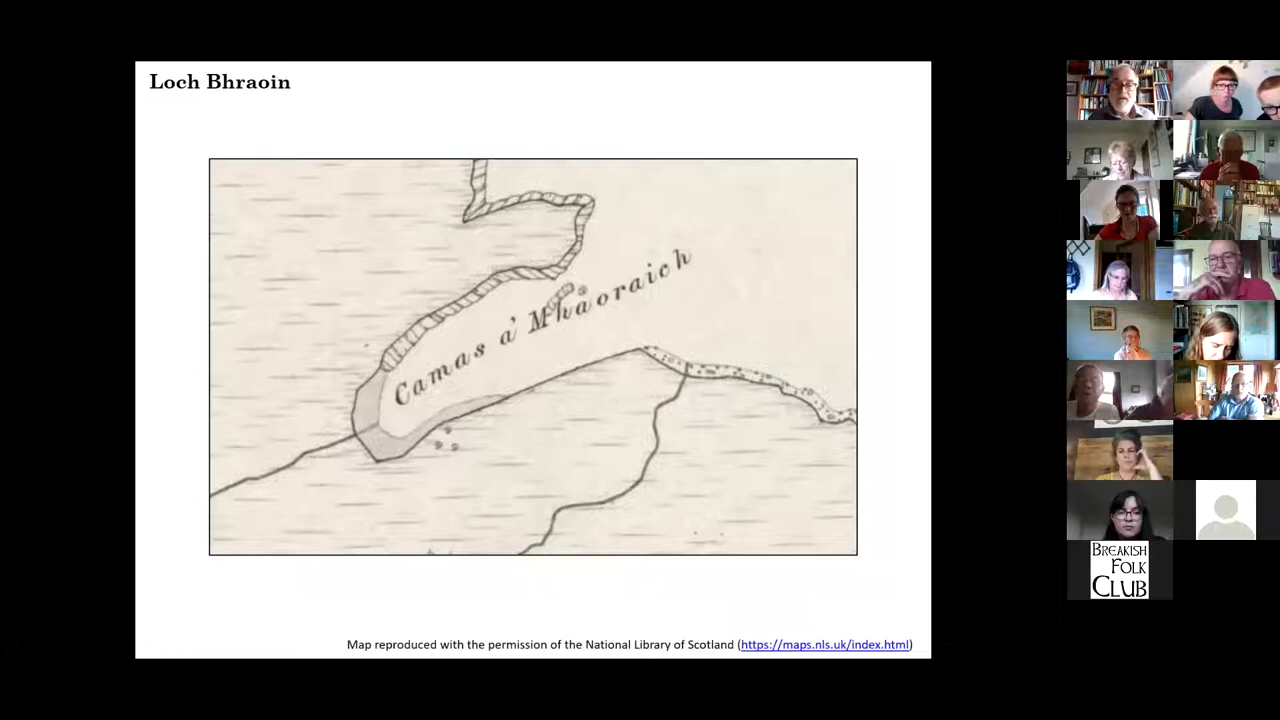 Loch Bhraoin
Camas a' Mhaoraich
Map reproduced with the permission of the National Library of Scotland (https://maps.nls.uk/index.html)
BREAKISH
FOLK
CLUB